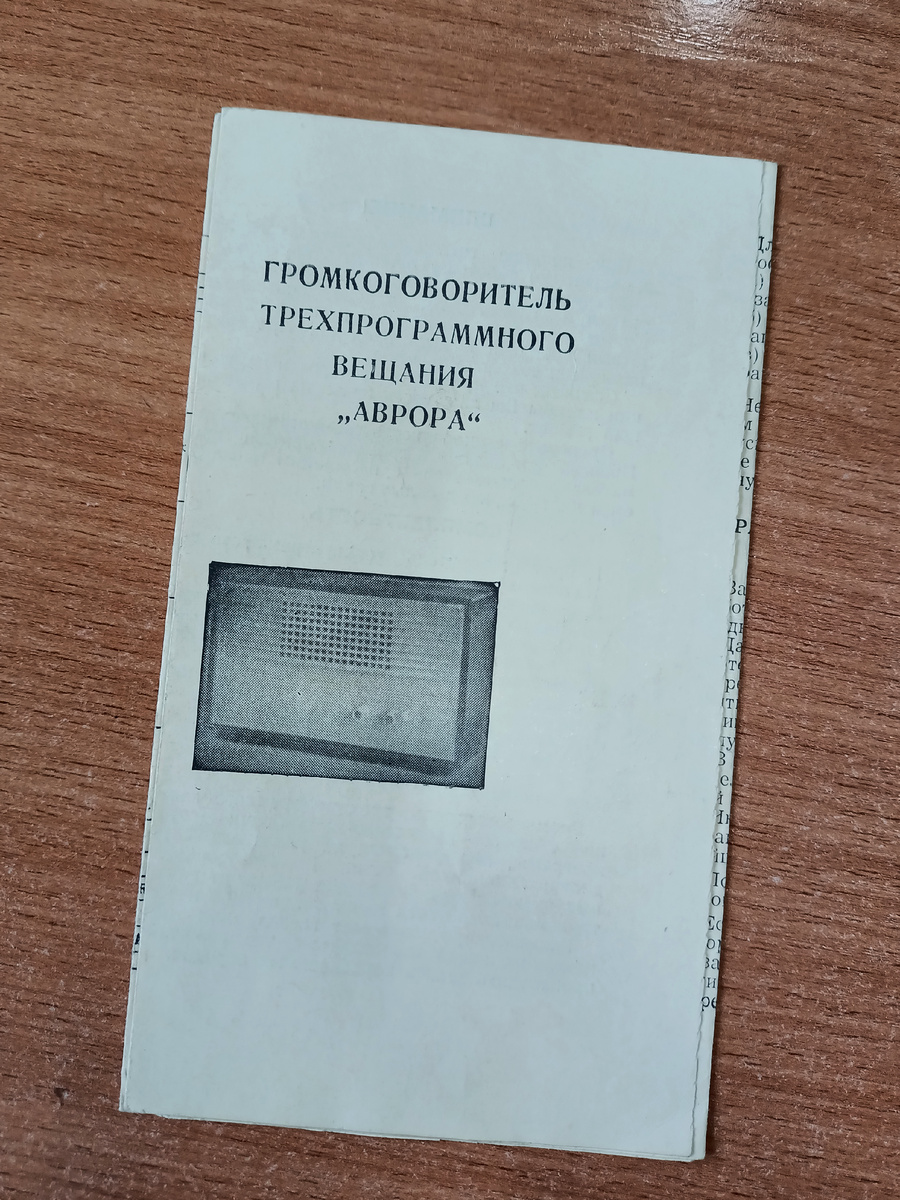 ГРОМКОГОВОРИТЕЛЬ
ТРЕХПРОГРАММНОГО
ВЕЩАНИЯ
„АВРОРА“